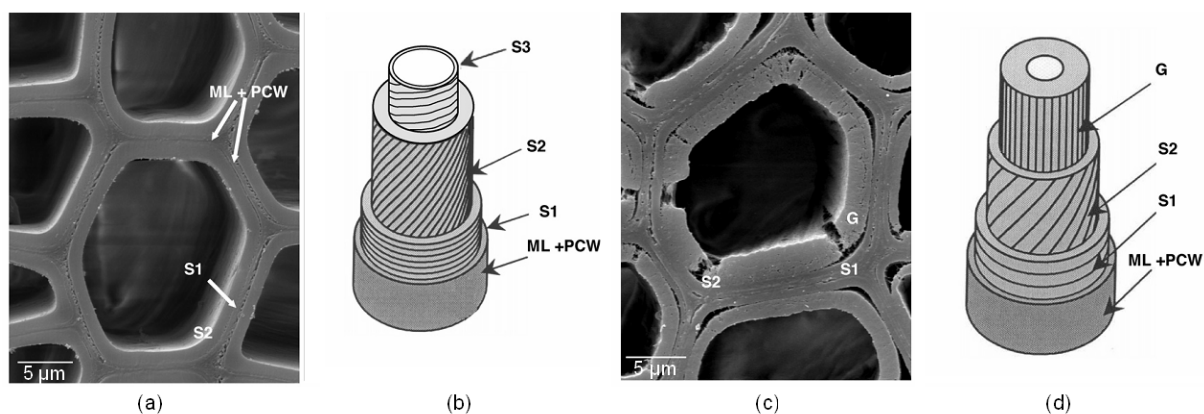 ML + PCW
S1
S2
5 µm
(a)
S3
S2
S1
ML +PCW
(b)
G
S2
S1
5 µm
(c)
G
S2
S1
ML +PCW
(d)